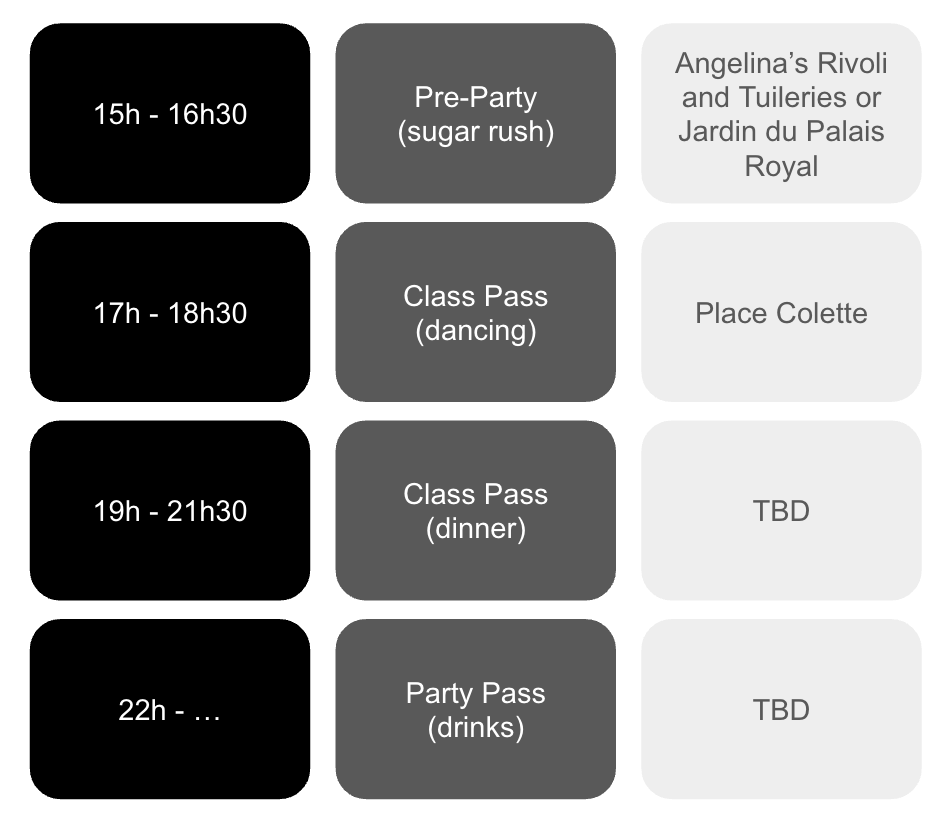 15h - 16h30
Pre-Party
(sugar rush)
Angelina’s Rivoli
and Tuileries or
Jardin du Palais
Royal
17h - 18h30
Class Pass
(dancing)
Place Colette
19h - 21h30
Class Pass
(dinner)
TBD
22h - …
Party Pass
(drinks)
TBD